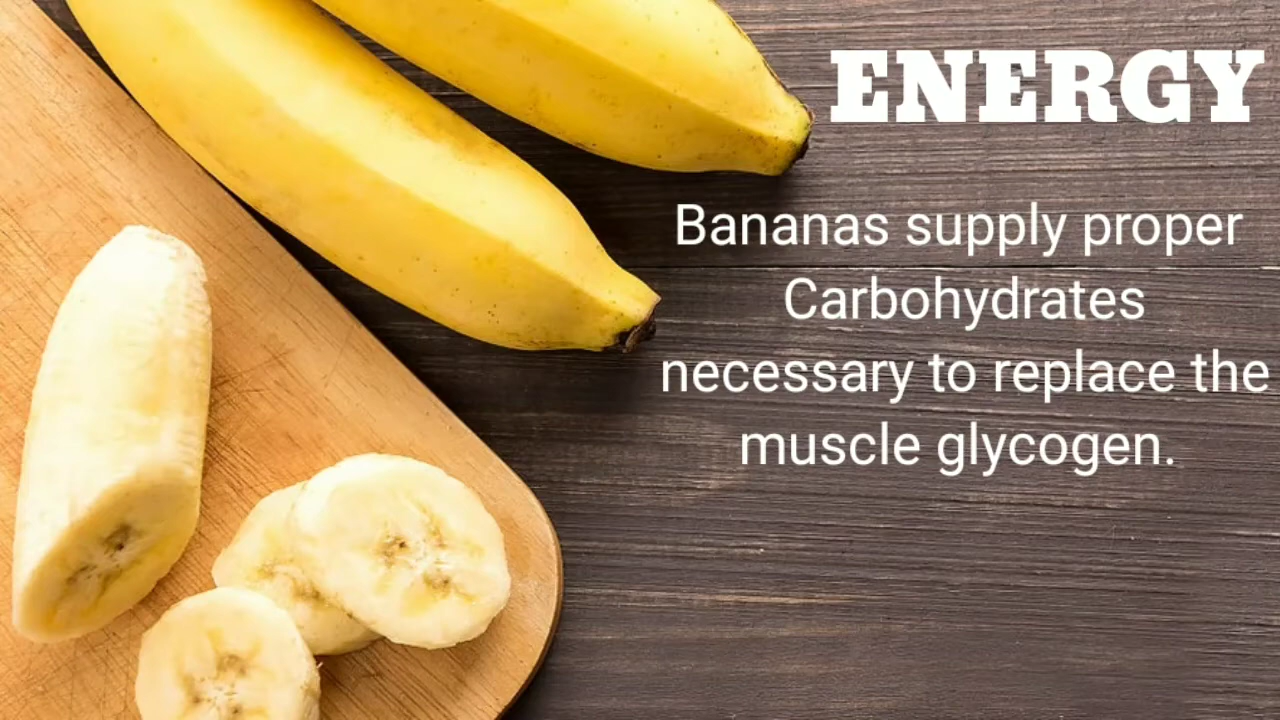 ENERGY
Bananas supply proper
Carbohydrates
necessary to replace the
muscle glycogen.